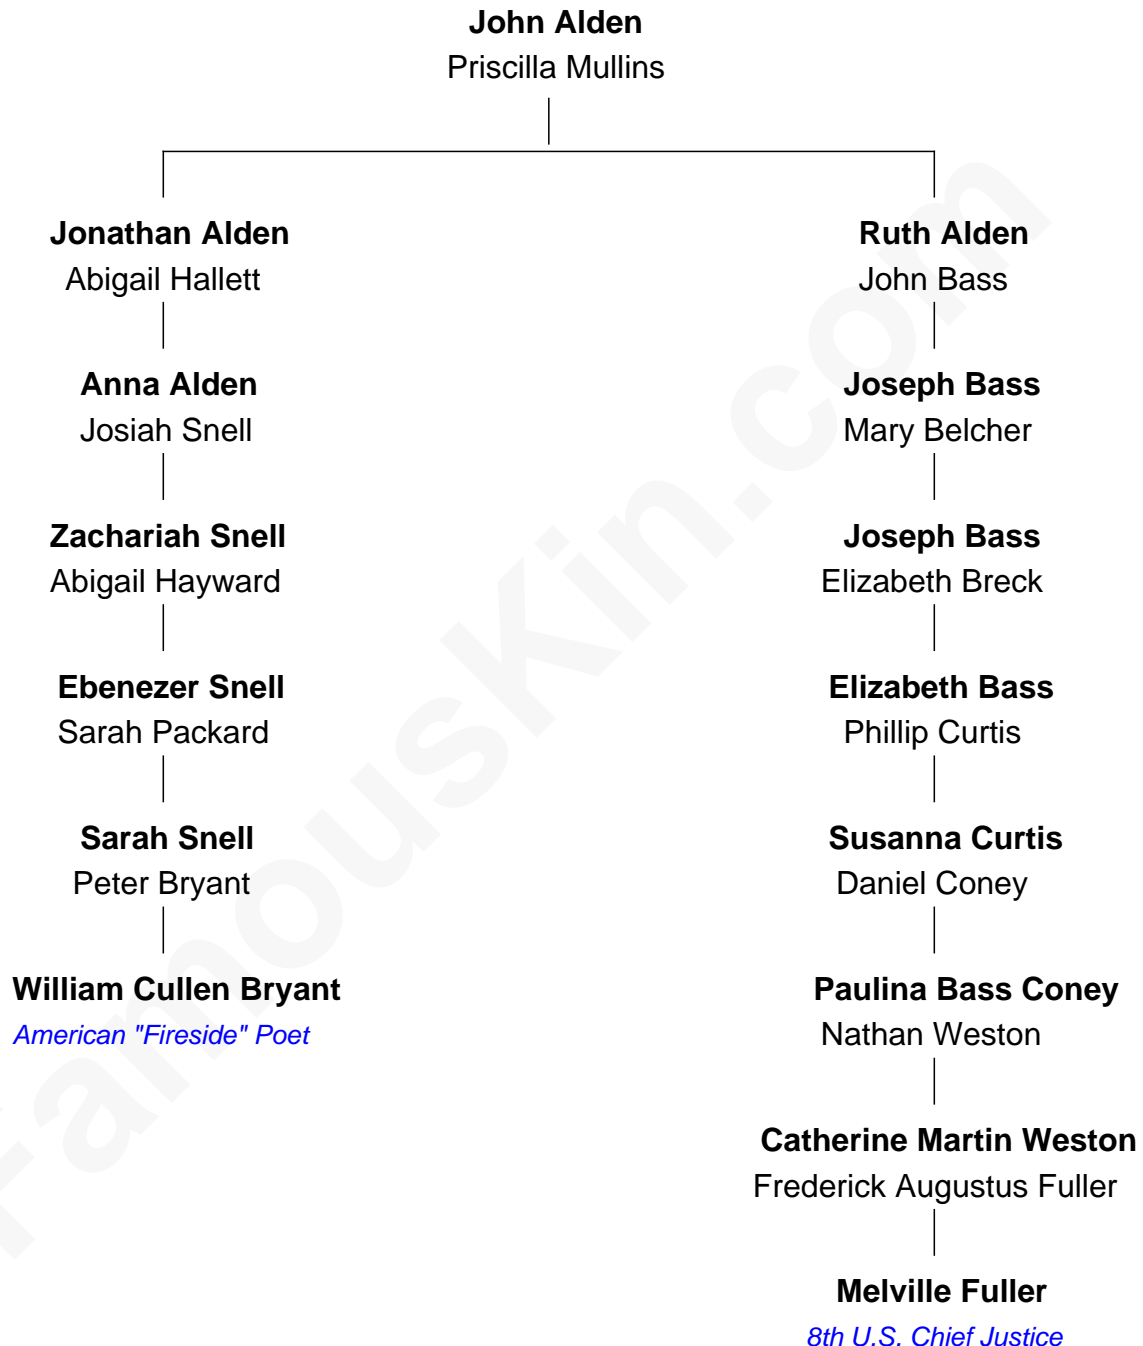 John Alden
Priscilla Mullins
Jonathan Alden
Abigail Hallett
Ruth Alden
John Bass
Anna Alden
Josiah Snell
Joseph Bass
Mary Belcher
Zachariah Snell
Abigail Hayward
Joseph Bass
Elizabeth Breck
Ebenezer Snell
Sarah Packard
Elizabeth Bass
Phillip Curtis
Sarah Snell
Peter Bryant
Susanna Curtis
Daniel Coney
William Cullen Bryant
American "Fireside" Poet
Paulina Bass Coney
Nathan Weston
Catherine Martin Weston
Frederick Augustus Fuller
Melville Fuller
8th U.S. Chief Justice
FamousKin.com